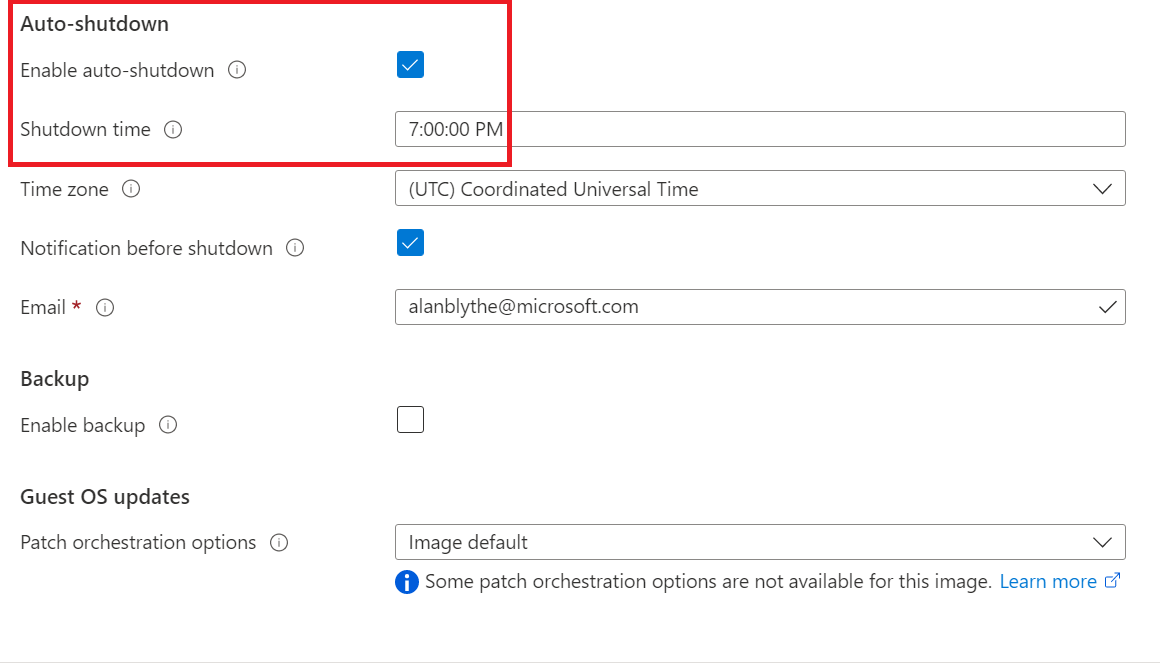 Auto-shutdown
Enable auto-shutdown
Shutdown time 7:00:00 PM
Time zone (UTC) Coordinated Universal Time
Notification before shutdown
Email * alanblythe@microsoft.com
Backup
Enable backup
Guest OS updates
Patch orchestration options Image default
Some patch orchestration options are not available for this image. Learn more